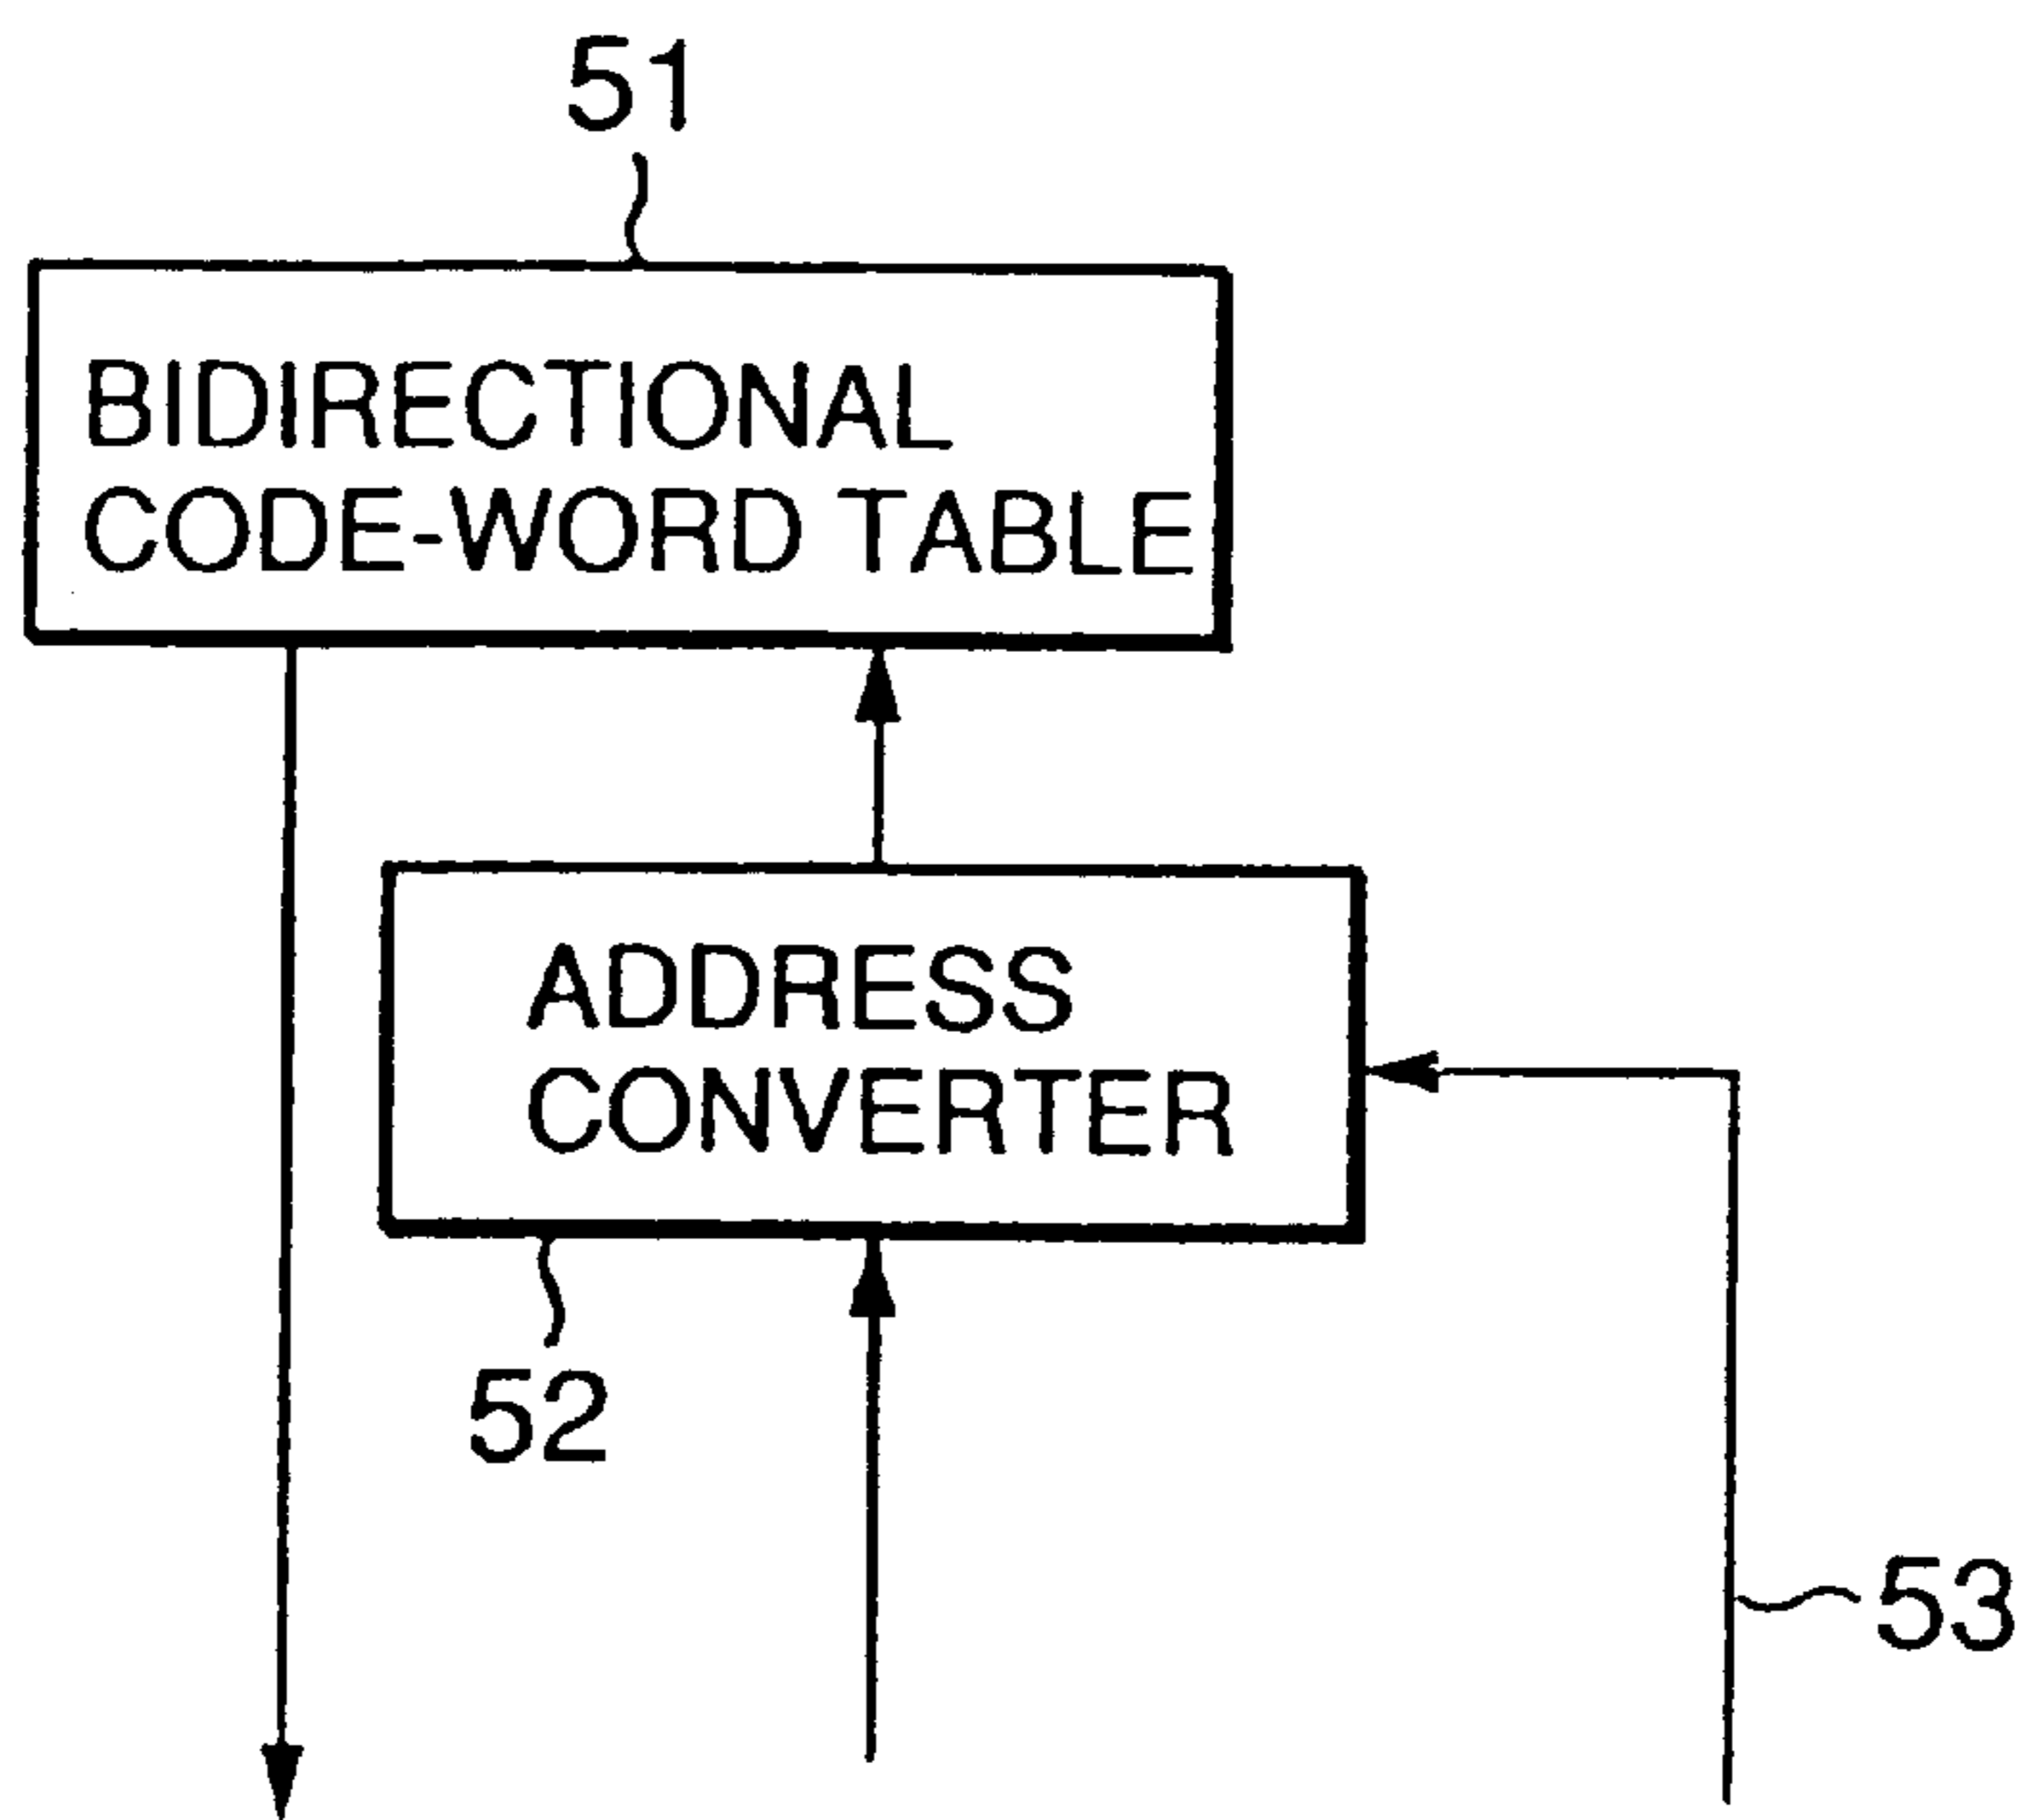 51
BIDIRECTIONAL
CODE-WORD TABLE
ADDRESS
CONVERTER
52
53